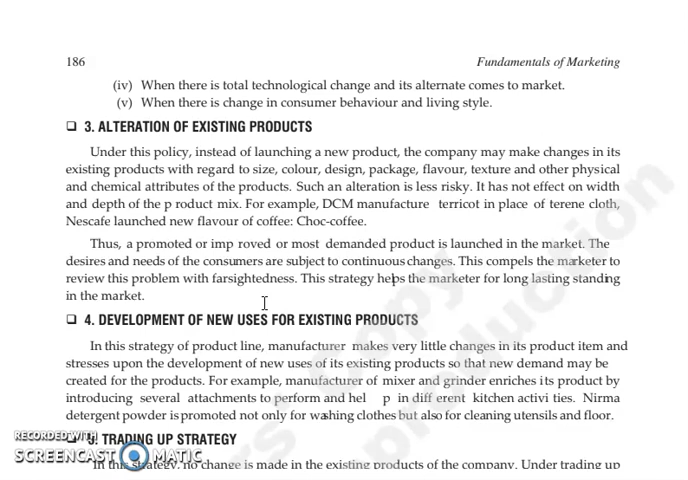 186
Fundamentals of Marketing
(iv) When there is total technological change and its alternate comes to market.
(v) When there is change in consumer behaviour and living style.
❑ 3. ALTERATION OF EXISTING PRODUCTS
Under this policy, instead of launching a new product, the company may make changes in its
existing products with regard to size, colour, design, package, flavour, texture and other physical
and chemical attributes of the products. Such an alteration is less risky. It has not effect on width
and depth of the p roduct mix. For example, DCM manufacture terricot in place of terene cloth,
Nescafe launched new flavour of coffee: Choc-coffee.
Thus, a promoted or imp roved or most demanded product is launched in the market. The
desires and needs of the consumers are subject to continuous changes. This compels the marketer to
review this problem with farsightedness. This strategy helps the marketer for long lasting standing
in the market.
❑ 4. DEVELOPMENT OF NEW USES FOR EXISTING PRODUCTS
In this strategy of product line, manufacturer makes very little changes in its product item and
stresses upon the development of new uses of its existing products so that new demand may be
created for the products. For example, manufacturer of mixer and grinder enriches its product by
introducing several attachments to perform and hel p in diff erent kitchen activi ties. Nirma
detergent powder is promoted not only for washing clothes but also for cleaning utensils and floor.
❑ 5. TRADING UP STRATEGY
In this strategy, no change is made in the existing products of the company. Under trading up
RECORDED WITH
SCREENCAST MATIC
Copy
roduction